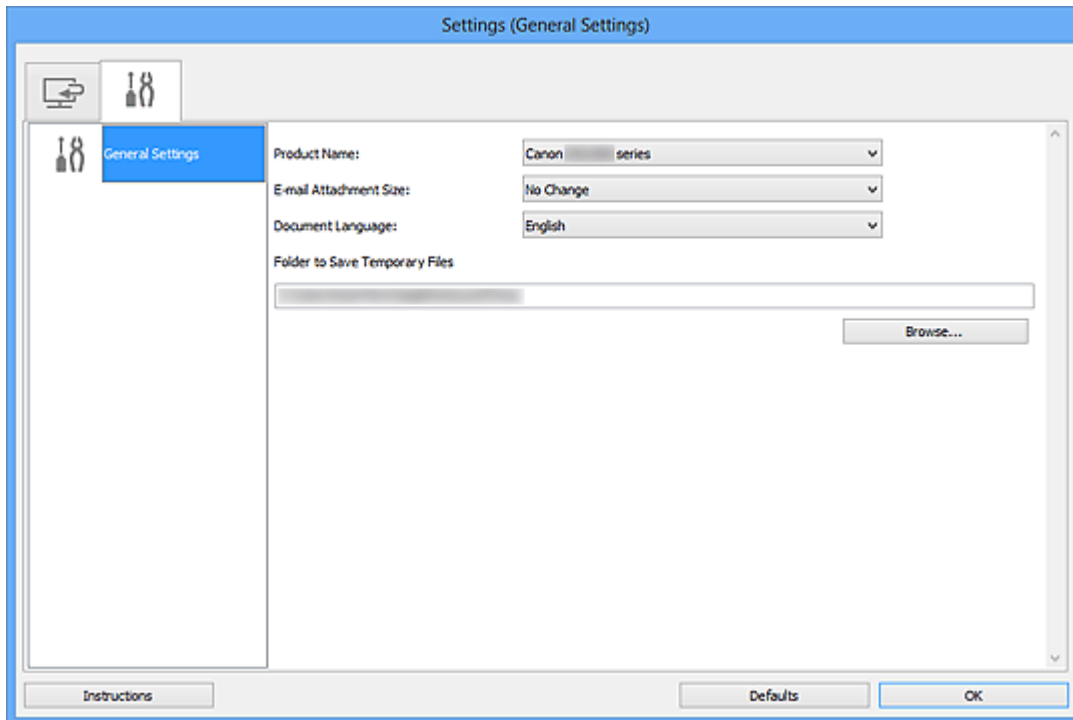 Settings (General Settings)
General Settings
Product Name:
Canon series
E-mail Attachment Size:
No Change
Document Language:
English
Folder to Save Temporary Files
Browse...
Instructions
Defaults
OK